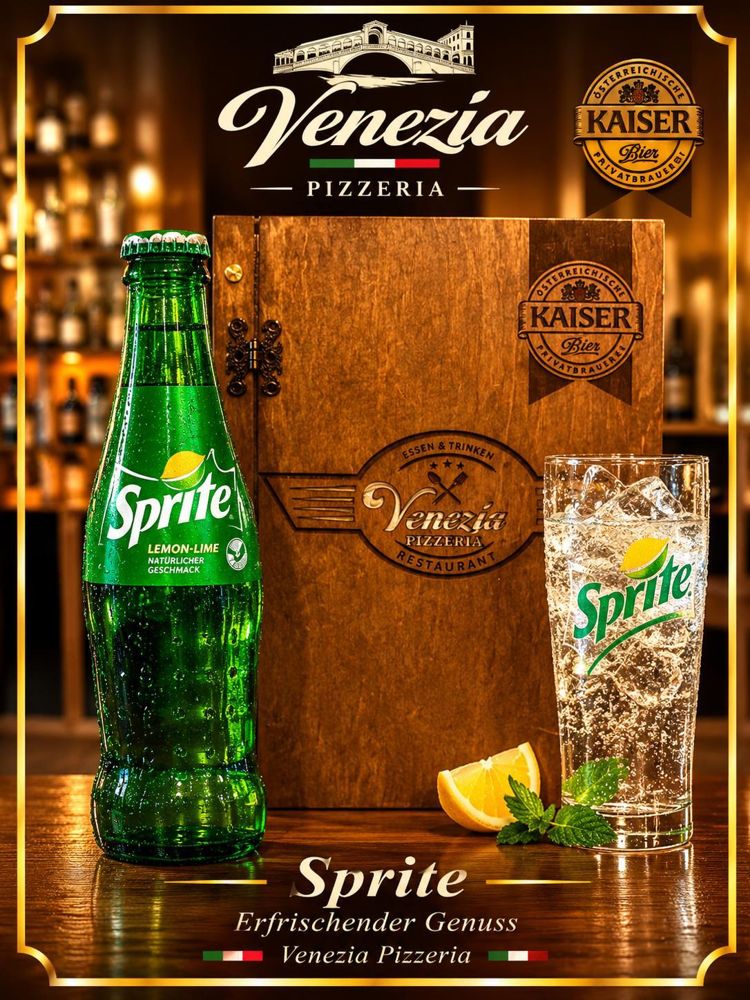 Venezia
PIZZERIA
ÖSTERREICHISCHE
KAISER
Bier
PRIVATBRAUEREI
ÖSTERREICHISCHE
KAISER
Bier
PRIVATBRAUEREI
ESSEN & TRINKEN
Venezia
PIZZERIA
RESTAURANT
Sprite
LEMON-LIME
NATÜRLICHER
GESCHMACK
Sprite
Sprite
Erfrischender Genuss
Venezia Pizzeria